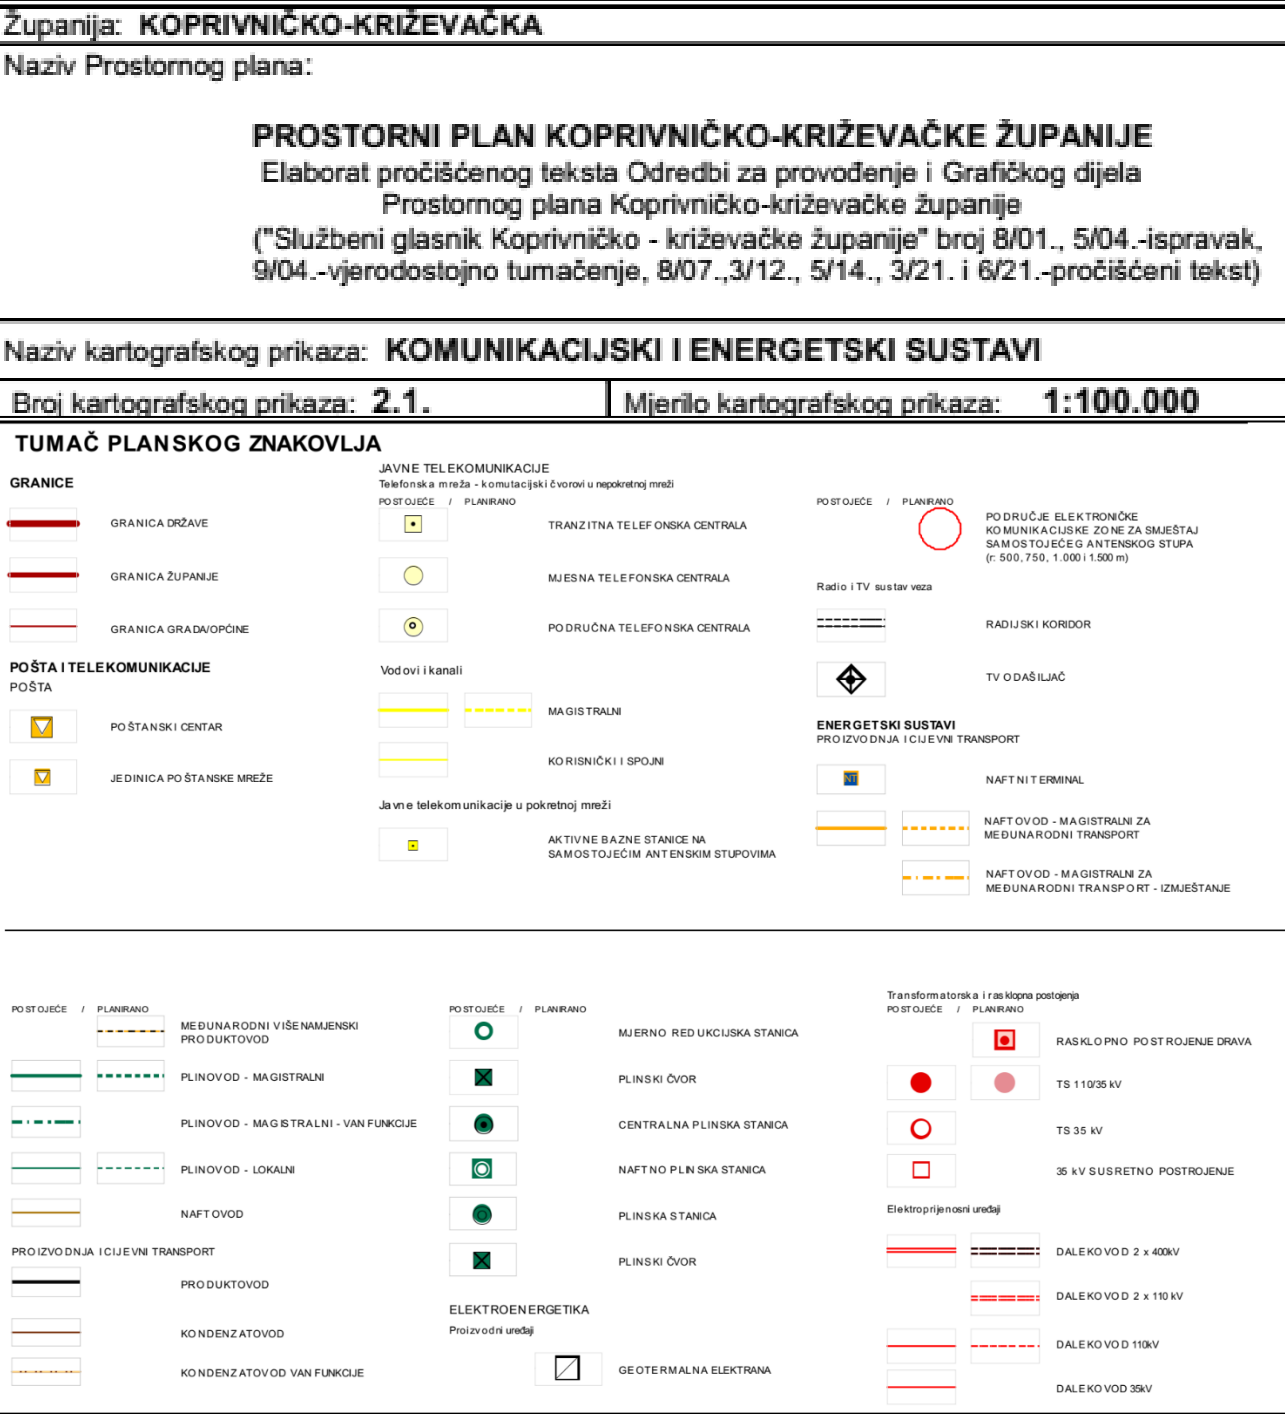 Županija: KOPRIVNIČKO-KRIŽEVAČKA
Naziv Prostornog plana:
PROSTORNI PLAN KOPRIVNIČKO-KRIŽEVAČKE ŽUPANIJE
Elaborat pročišćenog teksta Odredbi za provođenje i Grafičkog dijela
Prostornog plana Koprivničko-križevačke županije
("Službeni glasnik Koprivničko - križevačke županije" broj 8/01., 5/04.-ispravak,
9/04.-vjerodostojno tumačenje, 8/07.,3/12., 5/14., 3/21. i 6/21.-pročišćeni tekst)
Naziv kartografskog prikaza: KOMUNIKACIJSKI I ENERGETSKI SUSTAVI
Broj kartografskog prikaza: 2.1.
Mjerilo kartografskog prikaza: 1:100.000
TUMAČ PLANSKOG ZNAKOVLJA
GRANICE
GRANICA DRŽAVE
GRANICA ŽUPANIJE
GRANICA GRADA/OPĆINE
POŠTA I TELEKOMUNIKACIJE
POŠTA
POŠTANSKI CENTAR
JEDINICA POŠTANSKE MREŽE
JAVNE TELEKOMUNIKACIJE
Telefonska mreža - komutacijski čvorovi u nepokretnoj mreži
POSTOJEĆE / PLANIRANO
TRANZITNA TELEFONSKA CENTRALA
MJESNA TELEFONSKA CENTRALA
PODRUČNA TELEFONSKA CENTRALA
Vodovi i kanali
MAGISTRALNI
KORISNIČKI I SPOJNI
Javne telekomunikacije u pokretnoj mreži
AKTIVNE BAZNE STANICE NA
SAMOSTOJEĆIM ANTENSKIM STUPOVIMA
POSTOJEĆE / PLANIRANO
PODRUČJE ELEKTRONIČKE
KOMUNIKACIJSKE ZONE ZA SMJEŠTAJ
SAMOSTOJEĆEG ANTENSKOG STUPA
(r: 500, 750, 1.000 i 1.500 m)
Radio i TV sustav veza
RADIJSKI KORIDOR
TV ODAŠILJAČ
ENERGETSKI SUSTAVI
PROIZVODNJA I CIJEVNI TRANSPORT
NT
NAFTNI TERMINAL
NAFTOVOD - MAGISTRALNI ZA
MEĐUNARODNI TRANSPORT
NAFTOVOD - MAGISTRALNI ZA
MEĐUNARODNI TRANSPORT - IZMJEŠTANJE
POSTOJEĆE / PLANIRANO
MEĐUNARODNI VIŠENAMJENSKI
PRODUKTOVOD
PLINOVOD - MAGISTRALNI
PLINOVOD - MAGISTRALNI - VAN FUNKCIJE
PLINOVOD - LOKALNI
NAFTOVOD
PROIZVODNJA I CIJEVNI TRANSPORT
PRODUKTOVOD
KONDENZATOVOD
KONDENZATOVOD VAN FUNKCIJE
POSTOJEĆE / PLANIRANO
MJERNO REDUKCIJSKA STANICA
PLINSKI ČVOR
CENTRALNA PLINSKA STANICA
NAFTNO PLINSKA STANICA
PLINSKA STANICA
PLINSKI ČVOR
ELEKTROENERGETIKA
Proizvodni uređaji
GEOTERMALNA ELEKTRANA
Transformatorska i rasklopna postojenja
POSTOJEĆE / PLANIRANO
RASKLOPNO POSTROJENJE DRAVA
TS 110/35 kV
TS 35 kV
35 kV SUSRETNO POSTROJENJE
Elektroprijenosni uređaji
DALEKOVOD 2 x 400kV
DALEKOVOD 2 x 110 kV
DALEKOVOD 110kV
DALEKOVOD 35kV